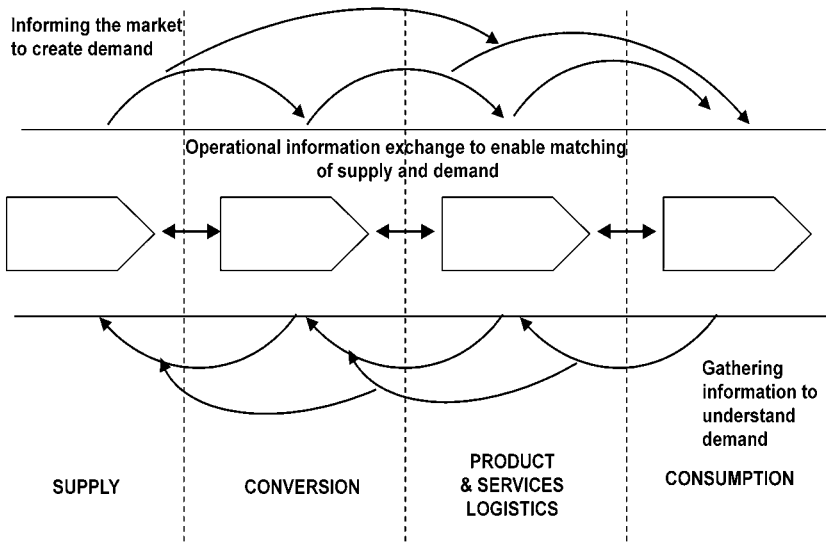 Informing the market
to create demand
Operational information exchange to enable matching
of supply and demand
Gathering
information to
understand
demand
SUPPLY
CONVERSION
PRODUCT
& SERVICES
LOGISTICS
CONSUMPTION